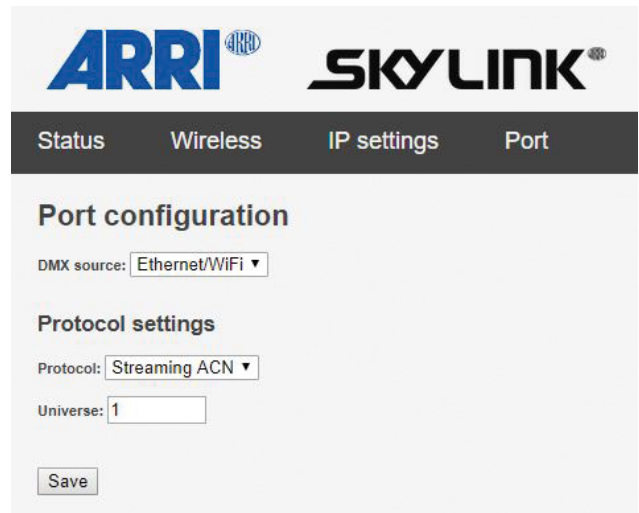 ARRI® ARRI SKYLINK®
Status Wireless IP settings Port
Port configuration
DMX source: Ethernet/WiFi ▼
Protocol settings
Protocol: Streaming ACN ▼
Universe: 1
Save